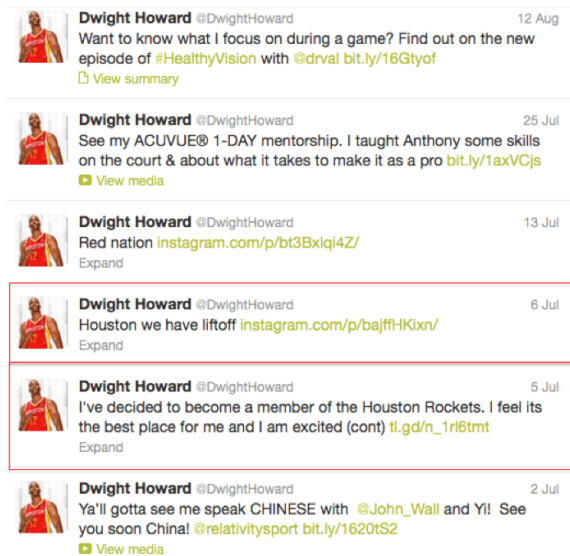 Dwight Howard @DwightHoward 12 Aug
Want to know what I focus on during a game? Find out on the new
episode of #HealthyVision with @drval bit.ly/16Gtyof
View summary
Dwight Howard @DwightHoward 25 Jul
See my ACUVUE® 1-DAY mentorship. I taught Anthony some skills
on the court & about what it takes to make it as a pro bit.ly/1axVCjs
View media
Dwight Howard @DwightHoward 13 Jul
Red nation instagram.com/p/bt3Bxlqi4Z/
Expand
Dwight Howard @DwightHoward 6 Jul
Houston we have liftoff instagram.com/p/bajffHKixn/
Expand
Dwight Howard @DwightHoward 5 Jul
I've decided to become a member of the Houston Rockets. I feel its
the best place for me and I am excited (cont) tl.gd/n_1rl6tmt
Expand
Dwight Howard @DwightHoward 2 Jul
Ya'll gotta see me speak CHINESE with @John_Wall and Yi! See
you soon China! @relativitysport bit.ly/1620tS2
View media